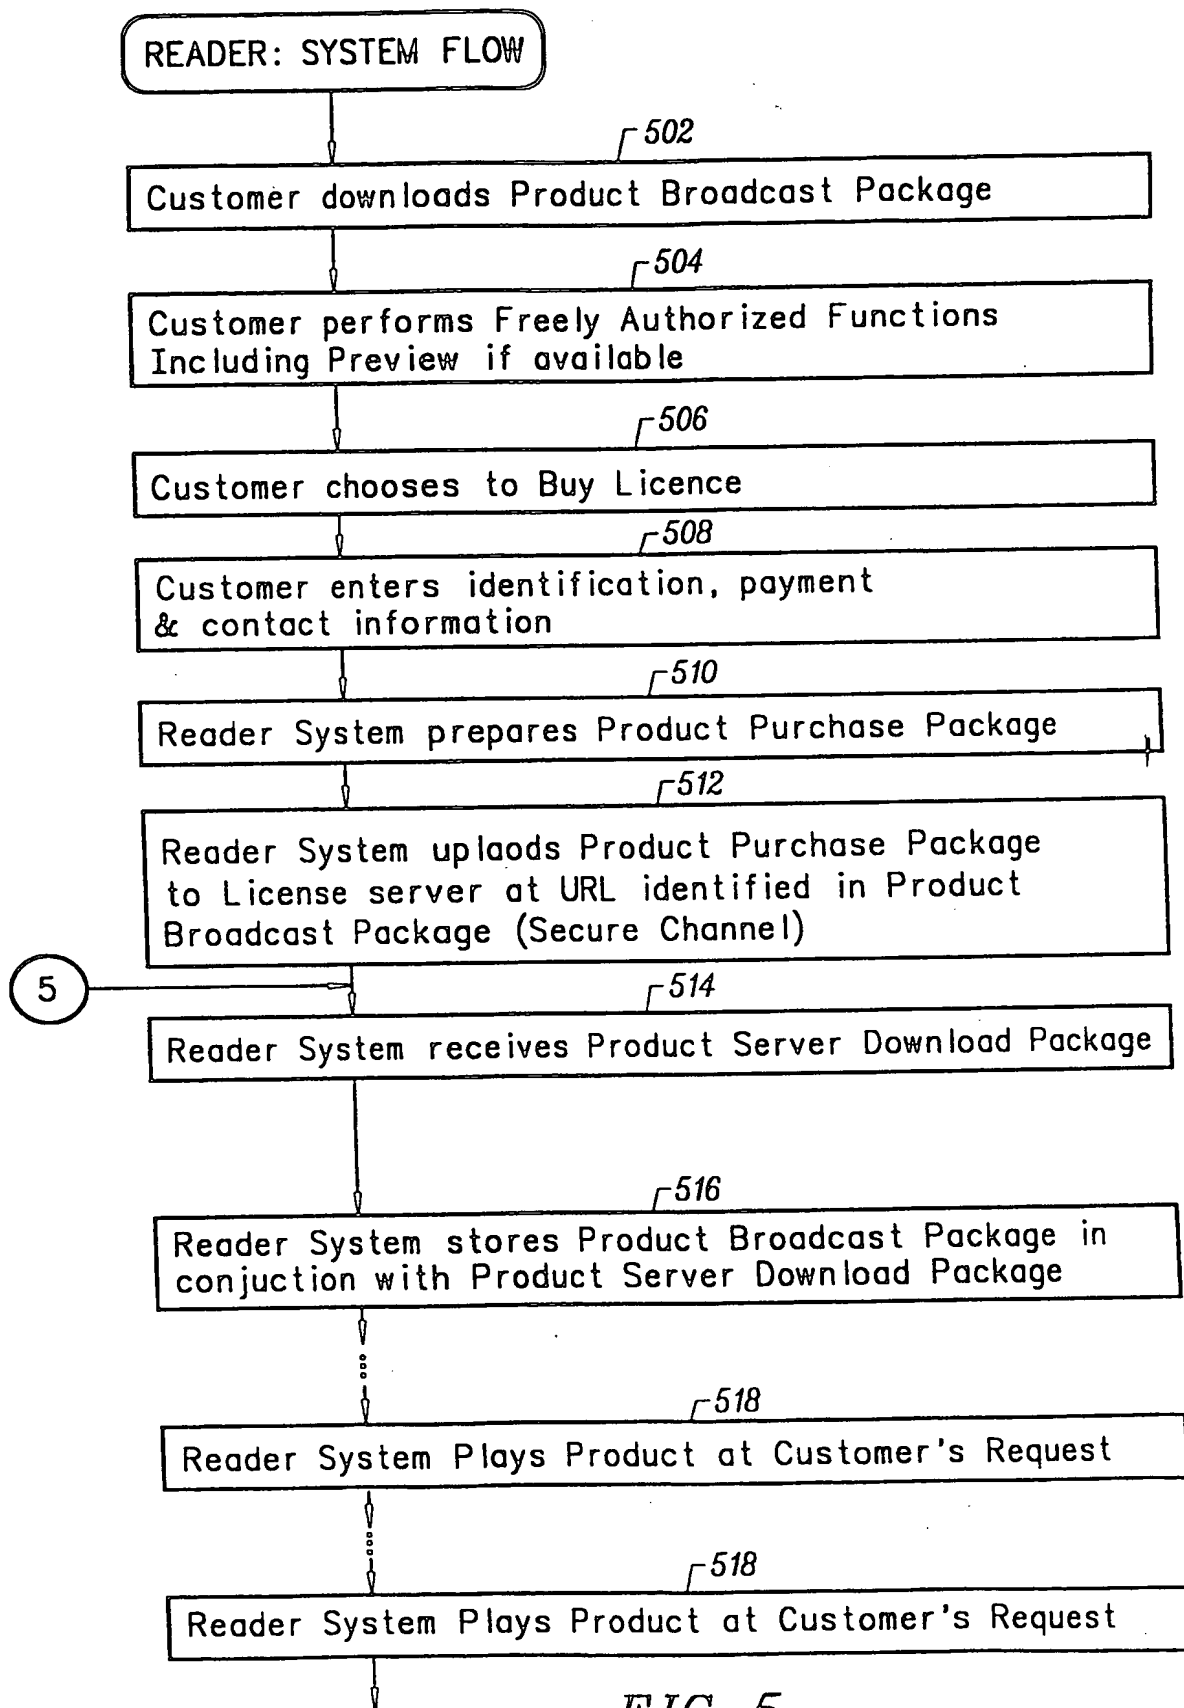 READER: SYSTEM FLOW
502
Customer downloads Product Broadcast Package
504
Customer performs Freely Authorized Functions
Including Preview if available
506
Customer chooses to Buy Licence
508
Customer enters identification, payment
& contact information
510
Reader System prepares Product Purchase Package
512
Reader System uplaods Product Purchase Package
to License server at URL identified in Product
Broadcast Package (Secure Channel)
5
514
Reader System receives Product Server Download Package
516
Reader System stores Product Broadcast Package in
conjuction with Product Server Download Package
518
Reader System Plays Product at Customer's Request
518
Reader System Plays Product at Customer's Request
FIG. 5